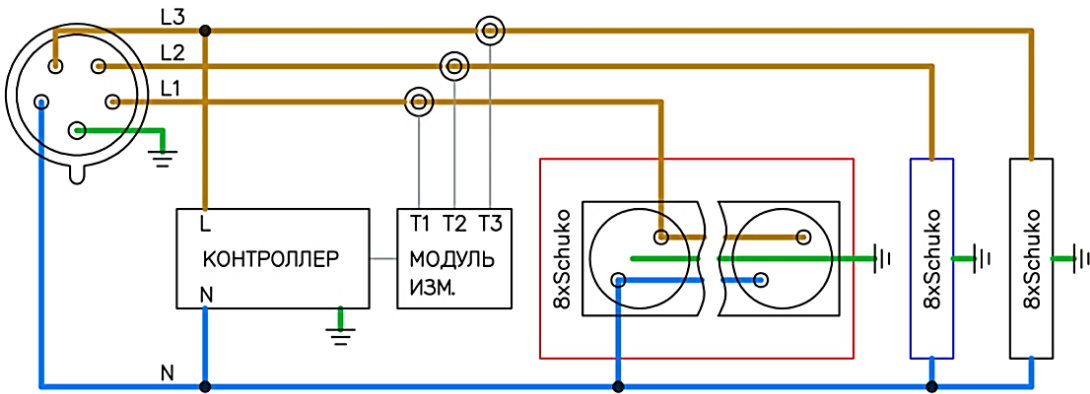 L3
L2
L1
L
КОНТРОЛЛЕР
N
T1 T2 T3
МОДУЛЬ
ИЗМ.
8xSchuko
8xSchuko
8xSchuko
N